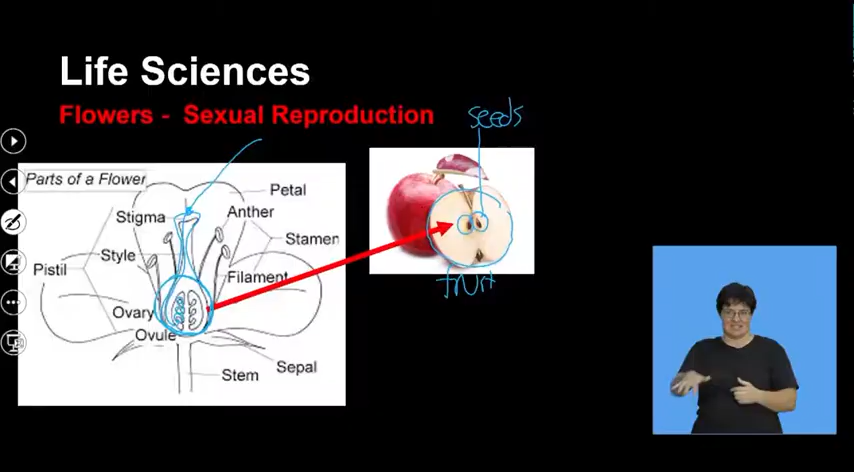 Life Sciences
Flowers - Sexual Reproduction
seeds
Parts of a Flower
Petal
Stigma
Anther
Stamen
Style
Pistil
Filament
fruit
Ovary
Ovule
Sepal
Stem